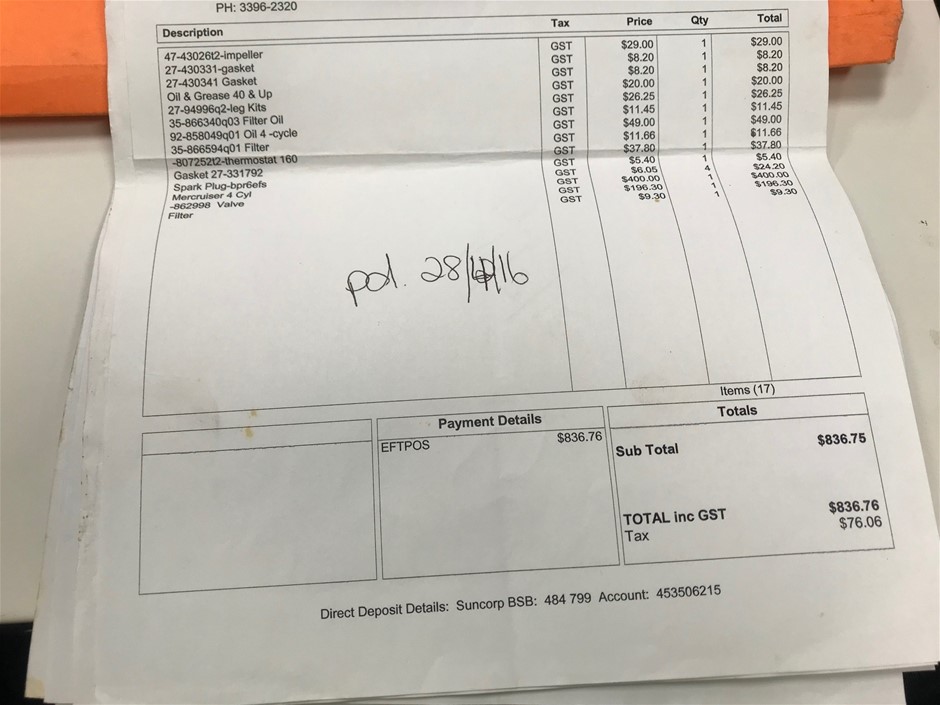 PH: 3396-2320
Description Tax Price Qty Total
47-43026t2-impeller GST $29.00 1 $29.00
27-430331-gasket GST $8.20 1 $8.20
27-430341 Gasket GST $8.20 1 $8.20
Oil & Grease 40 & Up GST $20.00 1 $20.00
27-94996q2-leg Kits GST $26.25 1 $26.25
35-866340q03 Filter Oil GST $11.45 1 $11.45
92-858049q01 Oil 4 -cycle GST $49.00 1 $49.00
35-866594q01 Filter GST $11.66 1 $11.66
-807252t2-thermostat 160 GST $37.80 1 $37.80
Gasket 27-331792 GST $5.40 1 $5.40
Spark Plug-bpr6efs GST $6.05 4 $24.20
Mercruiser 4 Cyl GST $400.00 1 $400.00
-862998 Valve GST $196.30 1 $196.30
Filter GST $9.30 1 $9.30
pd. 28/ /16
Items (17)
Payment Details
EFTPOS $836.76
Totals
Sub Total $836.75
TOTAL inc GST $836.76
Tax $76.06
Direct Deposit Details: Suncorp BSB: 484 799 Account: 453506215